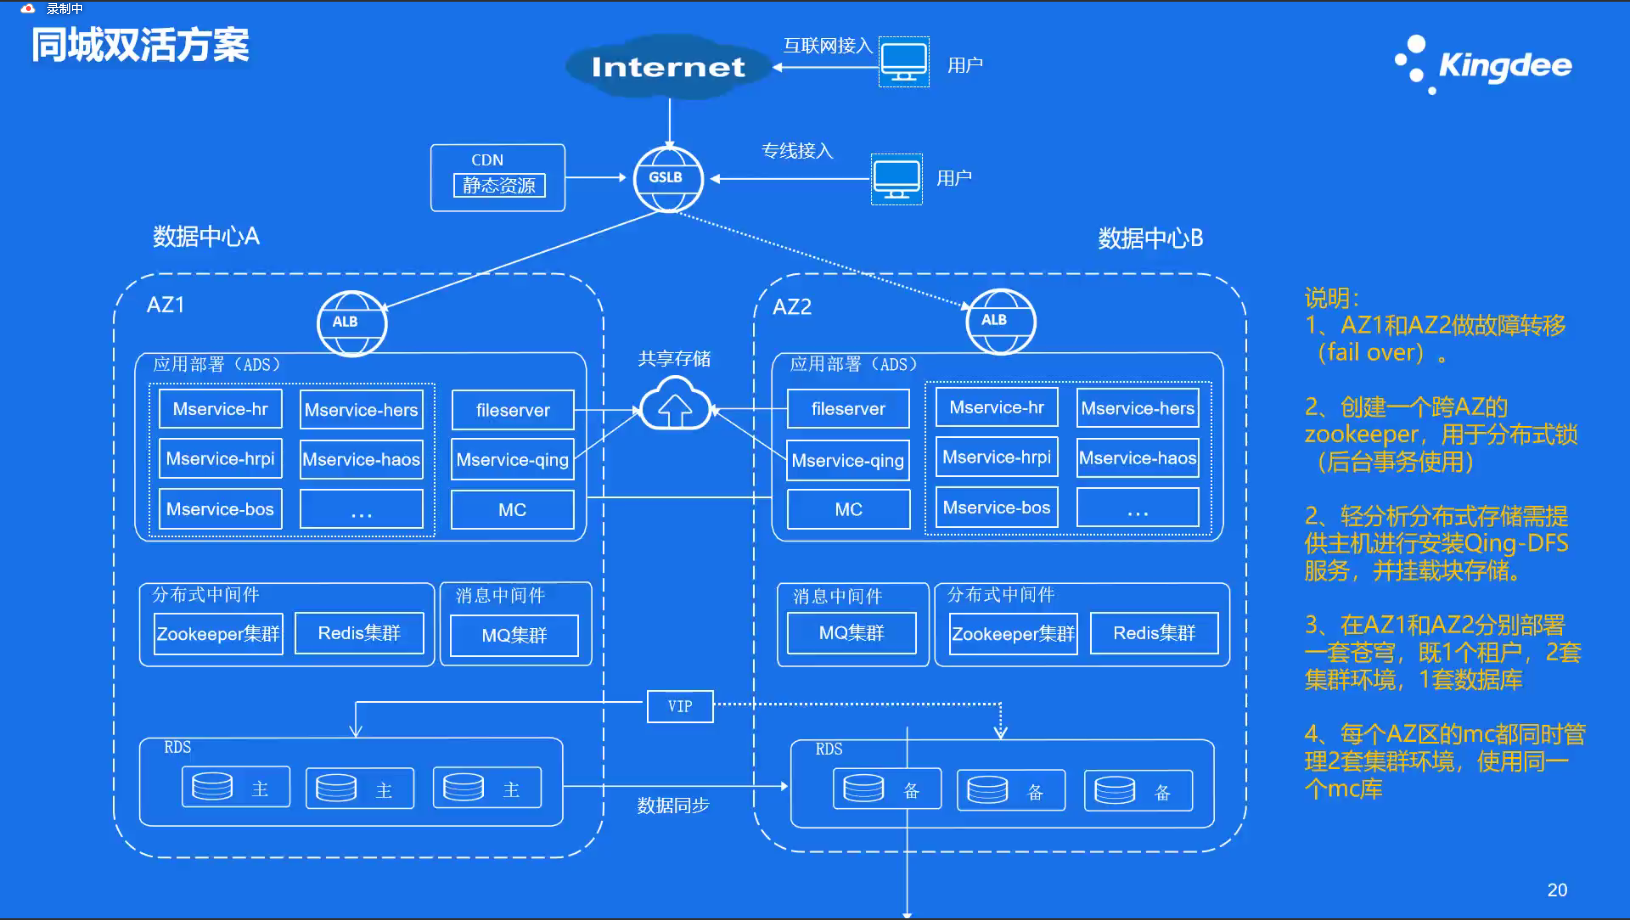 录制中
同城双活方案
Internet
互联网接入
用户
Kingdee
CDN
静态资源
GSLB
专线接入
用户
数据中心A
数据中心B
AZ1
ALB
应用部署（ADS）
Mservice-hr
Mservice-hers
fileserver
Mservice-hrpi
Mservice-haos
Mservice-qing
Mservice-bos
...
MC
共享存储
AZ2
ALB
应用部署（ADS）
fileserver
Mservice-hr
Mservice-hers
Mservice-qing
Mservice-hrpi
Mservice-haos
MC
Mservice-bos
...
分布式中间件
Zookeeper集群
Redis集群
消息中间件
MQ集群
消息中间件
MQ集群
分布式中间件
Zookeeper集群
Redis集群
VIP
RDS
主
主
主
数据同步
RDS
备
备
备
说明：
1、AZ1和AZ2做故障转移
（fail over）。
2、创建一个跨AZ的
zookeeper，用于分布式锁
（后台事务使用）
2、轻分析分布式存储需提
供主机进行安装Qing-DFS
服务，并挂载块存储。
3、在AZ1和AZ2分别部署
一套苍穹，既1个租户，2套
集群环境，1套数据库
4、每个AZ区的mc都同时管
理2套集群环境，使用同一
个mc库
20